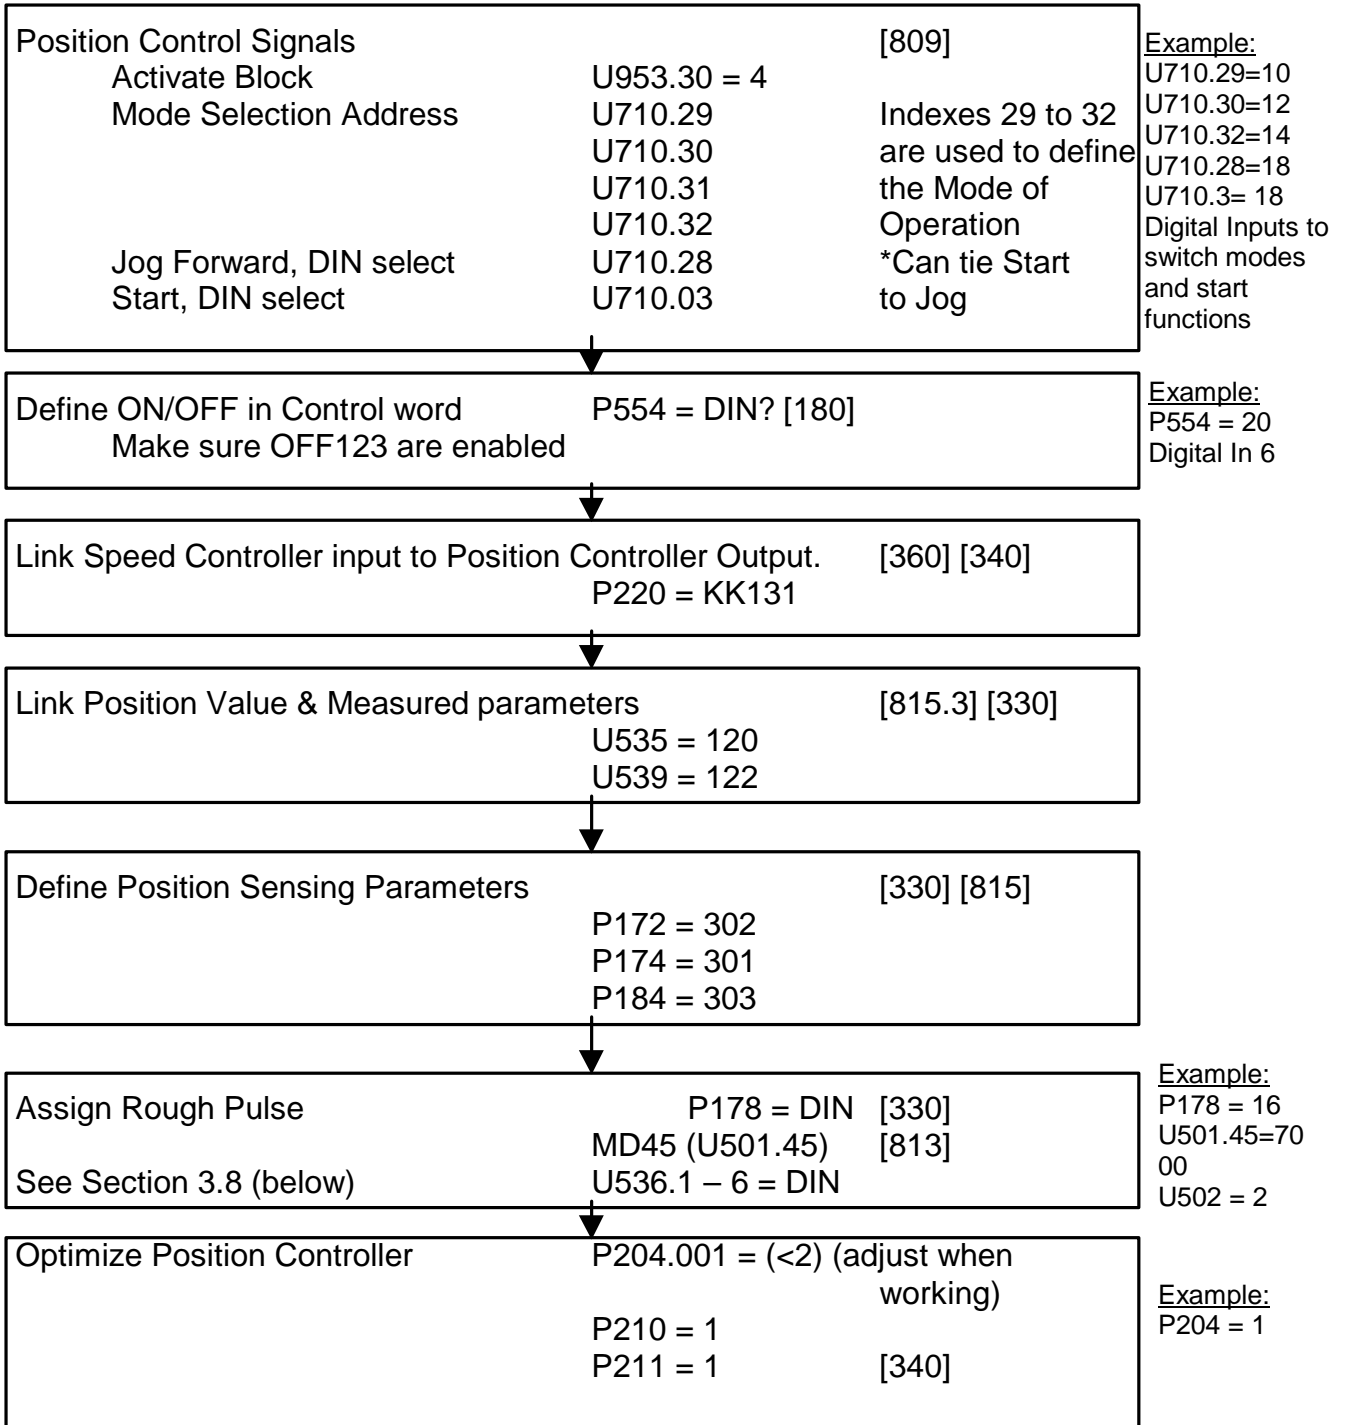 Position Control Signals [809]
Activate Block U953.30 = 4
Mode Selection Address U710.29 Indexes 29 to 32
U710.30 are used to define
U710.31 the Mode of
U710.32 Operation
Jog Forward, DIN select U710.28 *Can tie Start
Start, DIN select U710.03 to Jog
Example:
U710.29=10
U710.30=12
U710.32=14
U710.28=18
U710.3= 18
Digital Inputs to
switch modes
and start
functions
Define ON/OFF in Control word P554 = DIN? [180]
Make sure OFF123 are enabled
Example:
P554 = 20
Digital In 6
Link Speed Controller input to Position Controller Output. [360] [340]
P220 = KK131
Link Position Value & Measured parameters [815.3] [330]
U535 = 120
U539 = 122
Define Position Sensing Parameters [330] [815]
P172 = 302
P174 = 301
P184 = 303
Assign Rough Pulse P178 = DIN [330]
MD45 (U501.45) [813]
See Section 3.8 (below) U536.1 – 6 = DIN
Example:
P178 = 16
U501.45=70
00
U502 = 2
Optimize Position Controller P204.001 = (<2) (adjust when
working)
P210 = 1
P211 = 1 [340]
Example:
P204 = 1